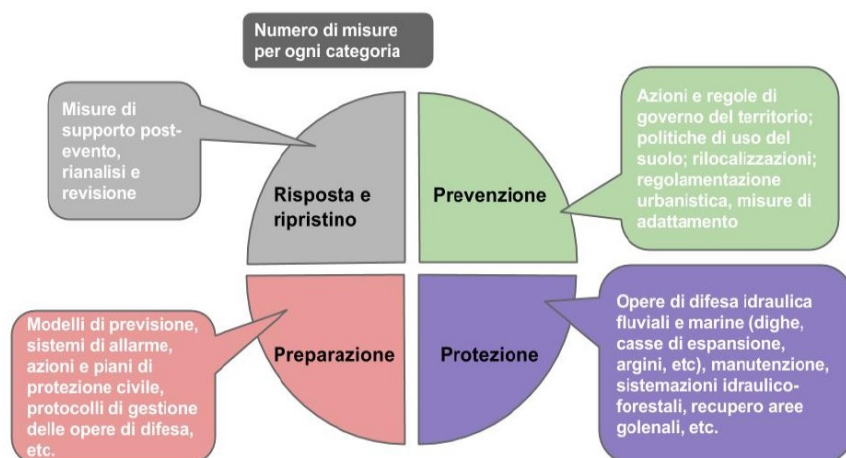 Numero di misure
per ogni categoria
Misure di
supporto post-
evento,
rianalisi e
revisione
Risposta e
ripristino
Prevenzione
Azioni e regole di
governo del territorio;
politiche di uso del
suolo; rilocalizzazioni;
regolamentazione
urbanistica, misure di
adattamento
Modelli di previsione,
sistemi di allarme,
azioni e piani di
protezione civile,
protocolli di gestione
delle opere di difesa,
etc.
Preparazione
Protezione
Opere di difesa idraulica
fluviali e marine (dighe,
casse di espansione,
argini, etc), manutenzione,
sistemazioni idraulico-
forestali, recupero aree
golenali, etc.